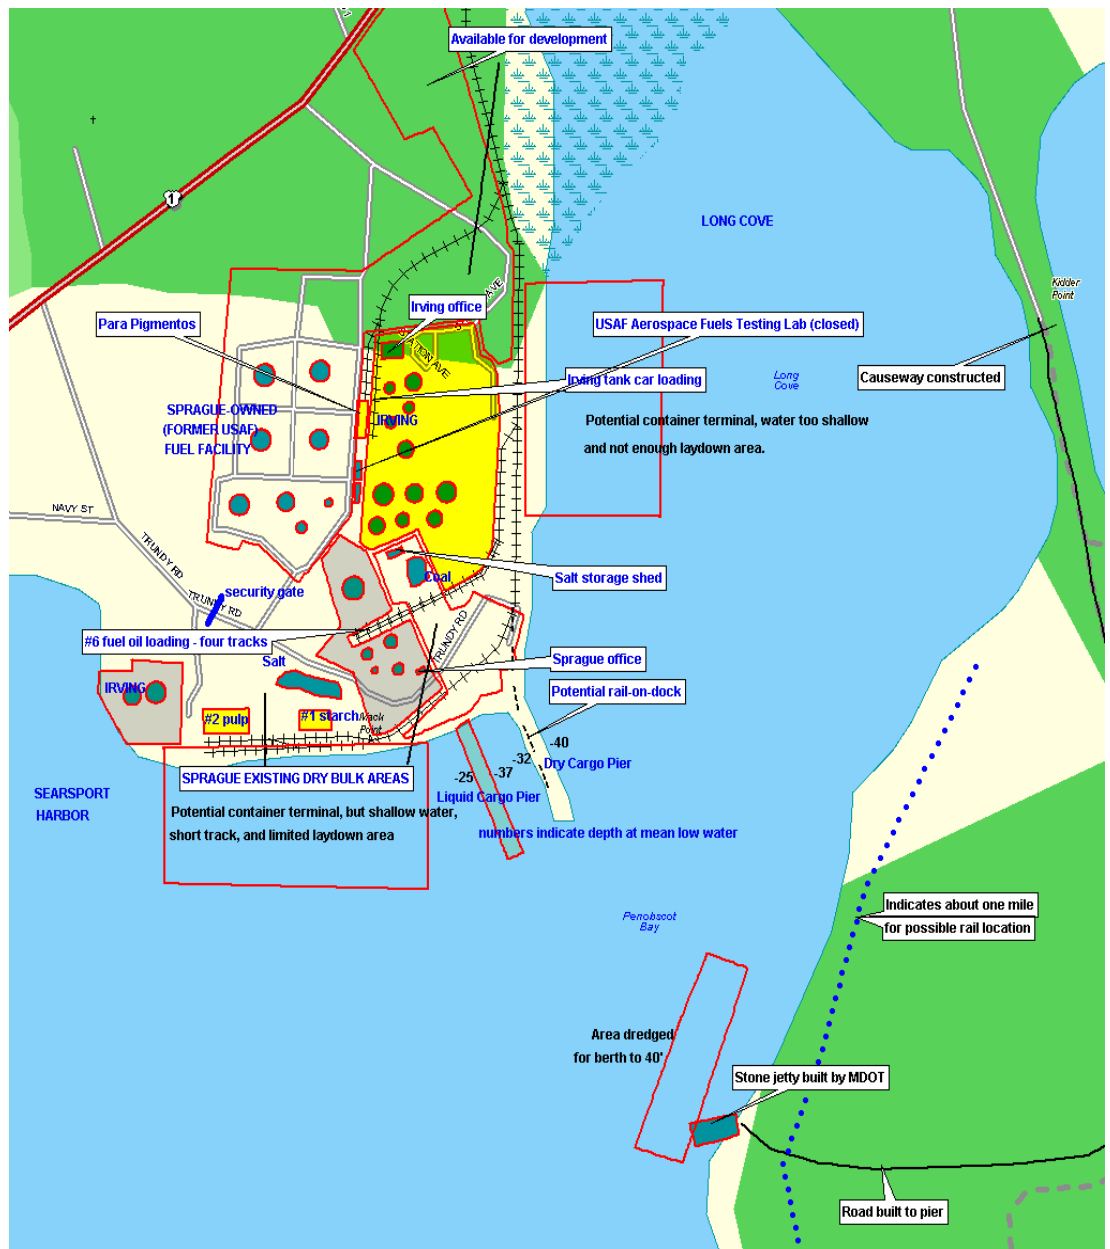 Available for development
1
LONG COVE
Kidder
Point
AVE
Irving office
Para Pigmentos
USAF Aerospace Fuels Testing Lab (closed)
STATION AVE
Irving tank car loading
Long
Cove
Causeway constructed
SPRAGUE-OWNED
(FORMER USAF)
FUEL FACILITY
IRVING
Potential container terminal, water too shallow
and not enough laydown area.
NAVY ST
TRUNDY RD
Coal
Salt storage shed
security gate
TRUNDY RD
#6 fuel oil loading - four tracks
TRUNDY RD
Salt
Sprague office
IRVING
Potential rail-on-dock
#2 pulp
#1 starch
Mack
Point
-40
-32
Dry Cargo Pier
-37
-25
SPRAGUE EXISTING DRY BULK AREAS
Liquid Cargo Pier
SEARSPORT
HARBOR
Potential container terminal, but shallow water,
short track, and limited laydown area
numbers indicate depth at mean low water
Indicates about one mile
for possible rail location
Penobscot
Bay
Area dredged
for berth to 40'
Stone jetty built by MDOT
Road built to pier